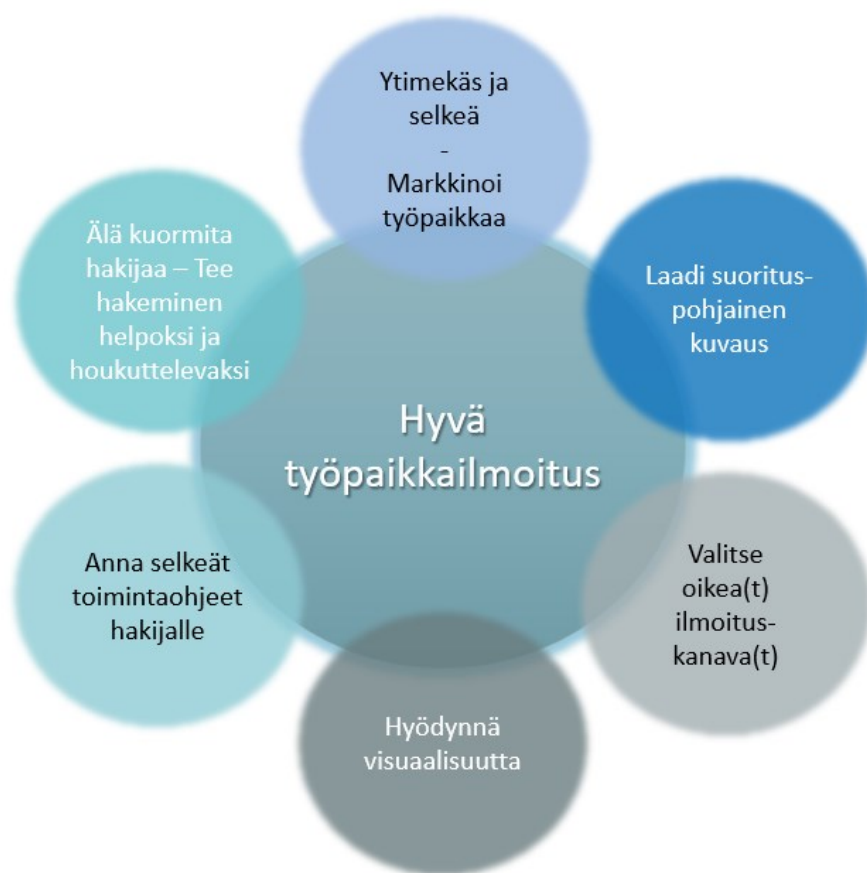 Ytimekäs ja
selkeä
-
Markkinoi
työpaikkaa
Laadi suoritus-
pohjainen
kuvaus
Valitse
oikea(t)
ilmoitus-
kanava(t)
Hyödynnä
visuaalisuutta
Anna selkeät
toimintaohjeet
hakijalle
Älä kuormita
hakijaa – Tee
hakeminen
helpoksi ja
houkuttelevaksi
Hyvä
työpaikkailmoitus